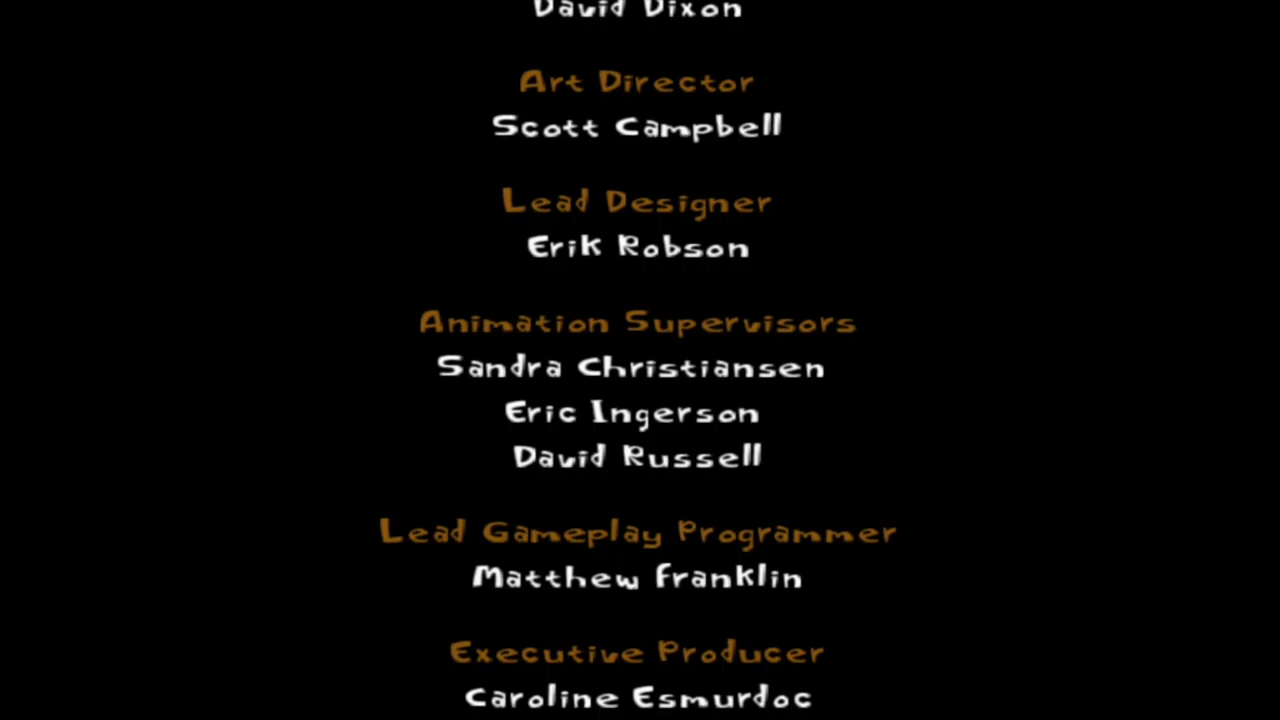 David Dixon
Art Director
Scott Campbell
Lead Designer
Erik Robson
Animation Supervisors
Sandra Christiansen
Eric Ingerson
David Russell
Lead Gameplay Programmer
Matthew Franklin
Executive Producer
Caroline Esmurdoc